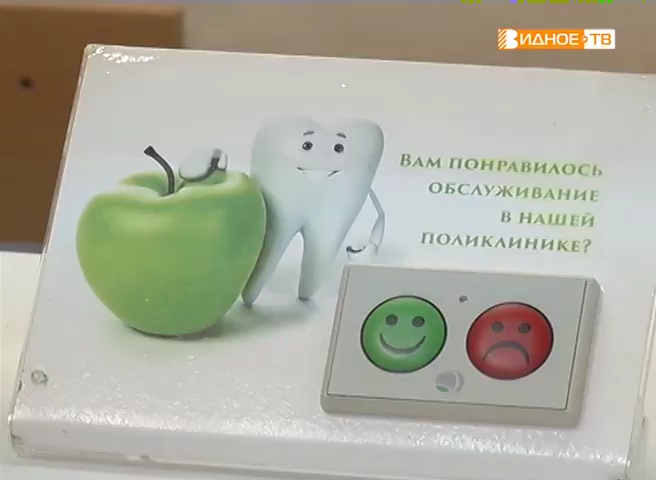 ВИДНОЕ ТВ
ВАМ ПОНРАВИЛОСЬ
ОБСЛУЖИВАНИЕ
В НАШЕЙ
ПОЛИКЛИНИКЕ?